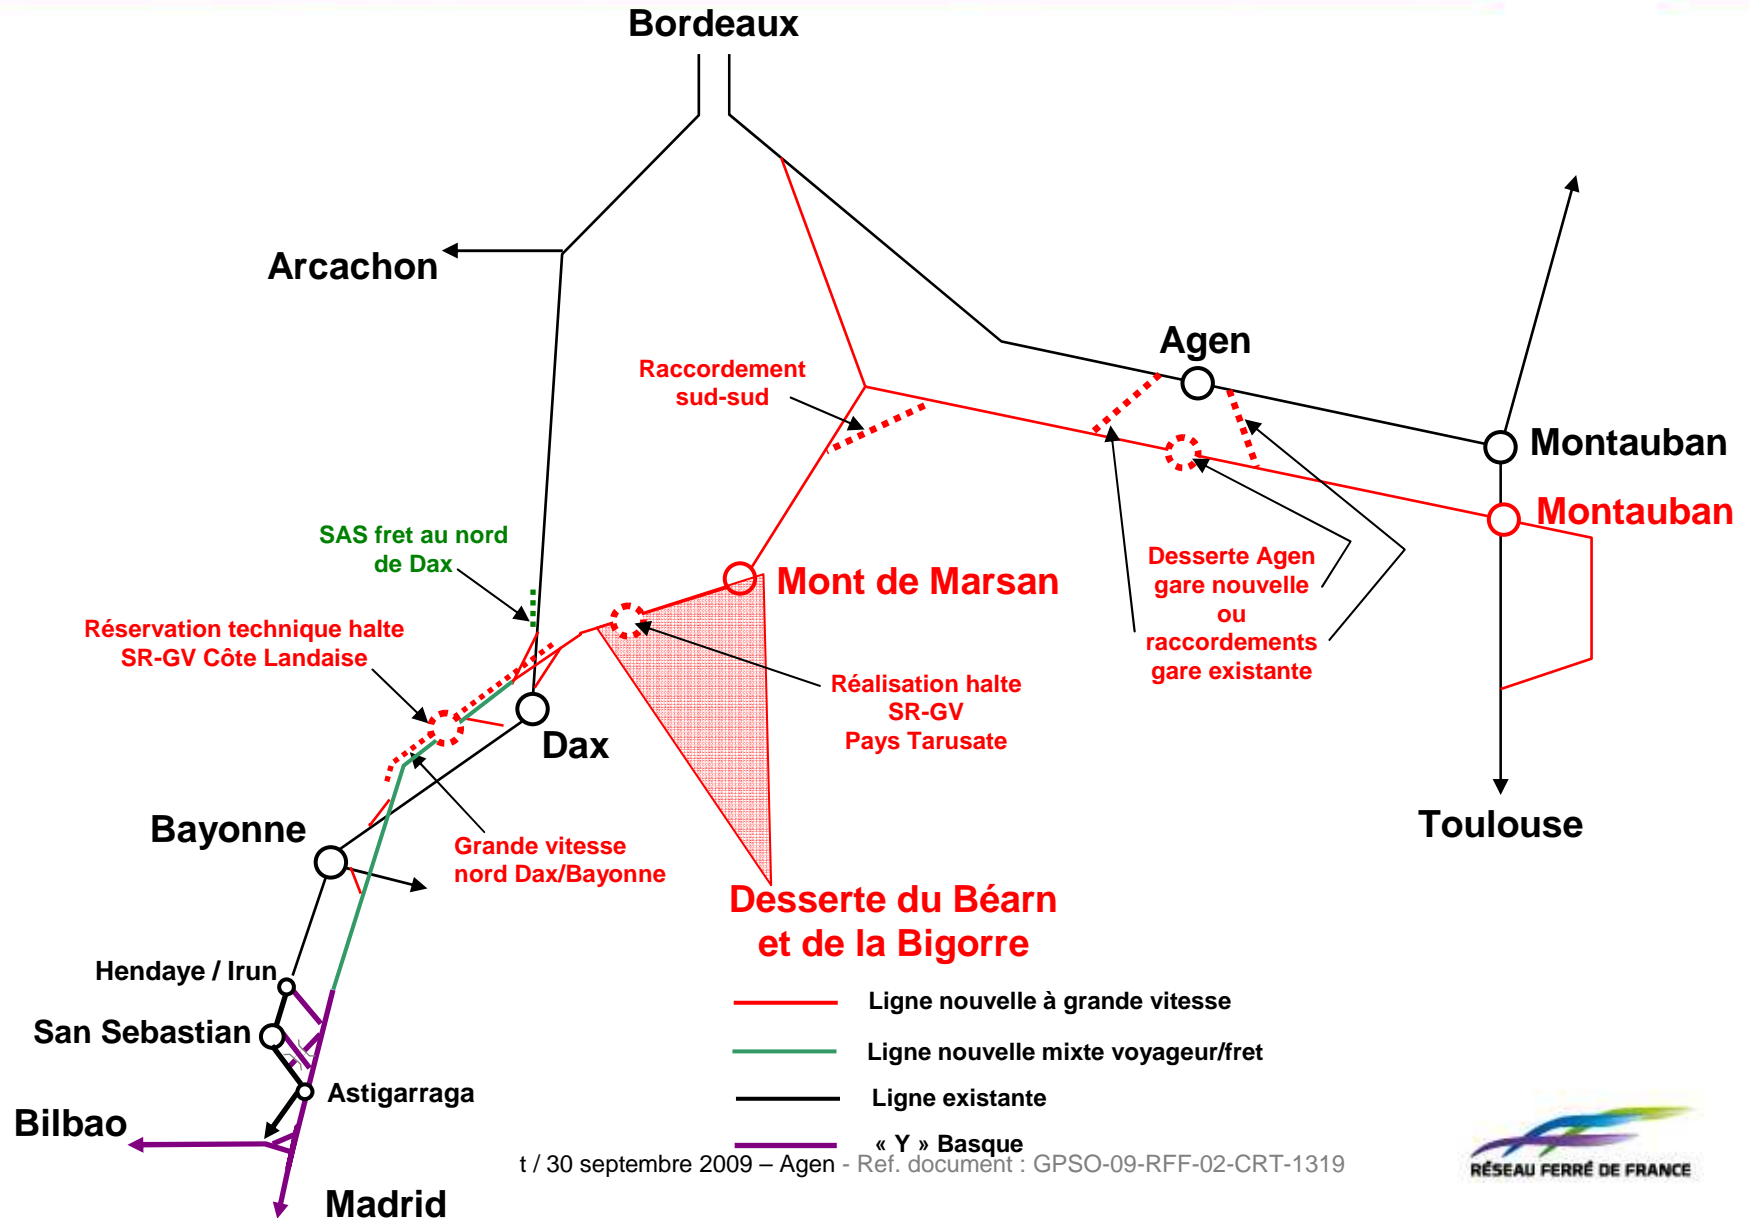 Bordeaux
Arcachon
Agen
Raccordement
sud-sud
Montauban
Montauban
SAS fret au nord
de Dax
Mont de Marsan
Desserte Agen
gare nouvelle
ou
raccordements
gare existante
Réservation technique halte
SR-GV Côte Landaise
Réalisation halte
SR-GV
Pays Tarusate
Dax
Bayonne
Toulouse
Grande vitesse
nord Dax/Bayonne
Desserte du Béarn
et de la Bigorre
Hendaye / Irun
San Sebastian
Astigarraga
Bilbao
Madrid
Ligne nouvelle à grande vitesse
Ligne nouvelle mixte voyageur/fret
Ligne existante
« Y » Basque
t / 30 septembre 2009 – Agen - Ref. document : GPSO-09-RFF-02-CRT-1319
RÉSEAU FERRÉ DE FRANCE